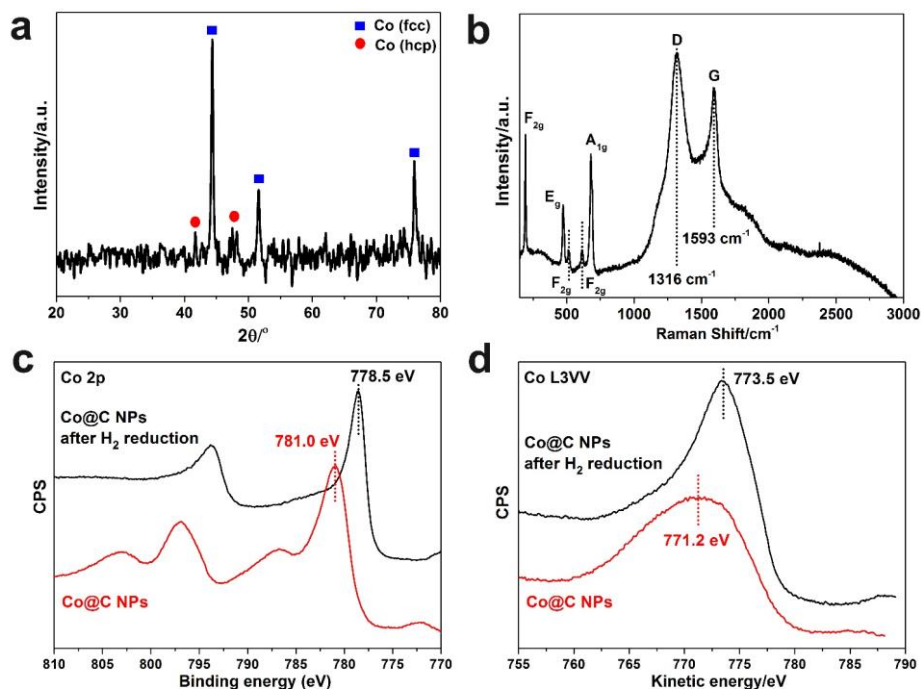 a
Co (fcc)
Co (hcp)
Intensity/a.u.
20 30 40 50 60 70 80
2θ/°
b
D
G
F2g
A1g
Eg
1593 cm-1
F2g F2g
1316 cm-1
Intensity/a.u.
500 1000 1500 2000 2500 3000
Raman Shift/cm-1
c
Co 2p
778.5 eV
Co@C NPs
after H2 reduction
781.0 eV
Co@C NPs
CPS
810 805 800 795 790 785 780 775 770
Binding energy (eV)
d
Co L3VV
773.5 eV
Co@C NPs
after H2 reduction
771.2 eV
Co@C NPs
CPS
755 760 765 770 775 780 785 790
Kinetic energy/eV